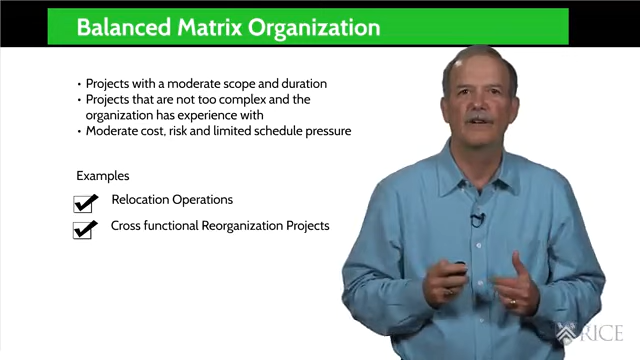 Balanced Matrix Organization
• Projects with a moderate scope and duration
• Projects that are not too complex and the
organization has experience with
• Moderate cost, risk and limited schedule pressure
Examples
Relocation Operations
Cross functional Reorganization Projects
RICE